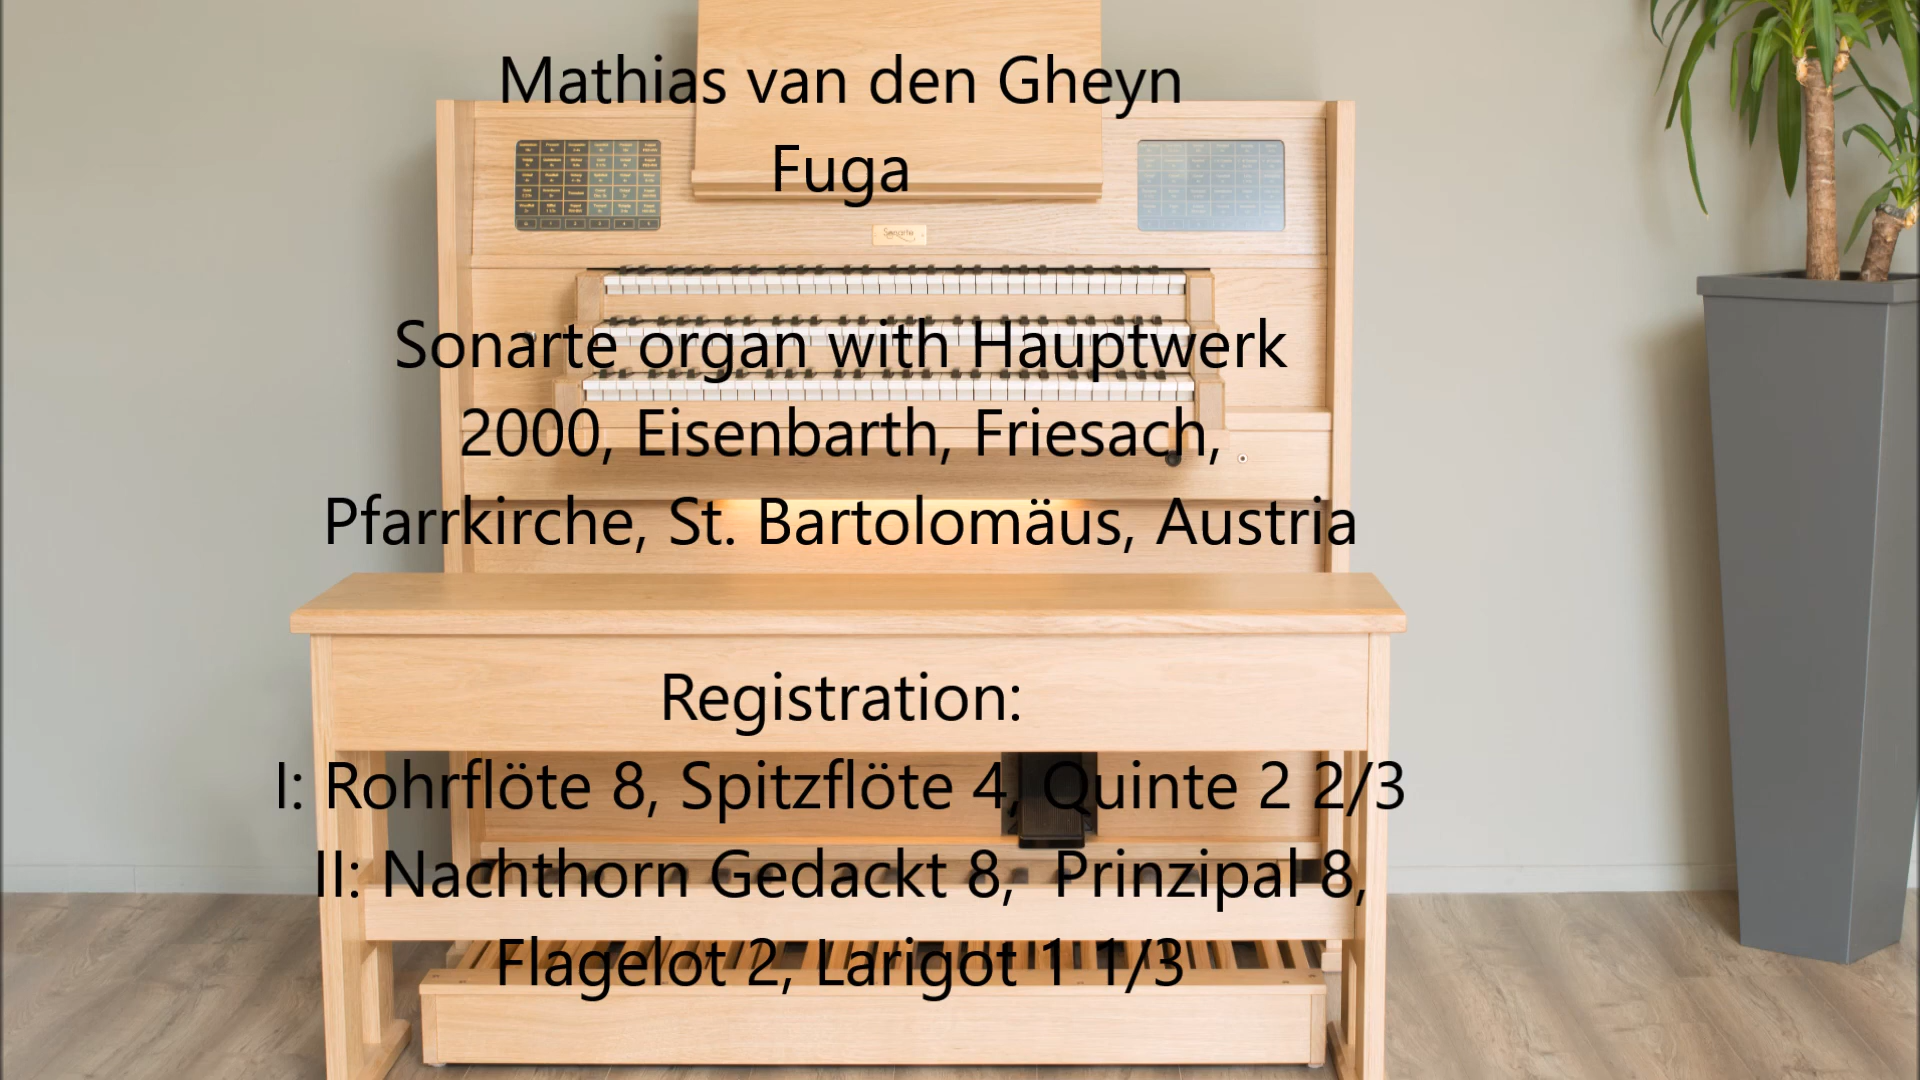 Mathias van den Gheyn
Fuga
Sonarte
Sonarte organ with Hauptwerk
2000, Eisenbarth, Friesach,
Pfarrkirche, St. Bartolomäus, Austria
Registration:
I: Rohrflöte 8, Spitzflöte 4, Quinte 2 2/3
II: Nachthorn Gedackt 8, Prinzipal 8,
Flagelot 2, Larigot 1 1/3